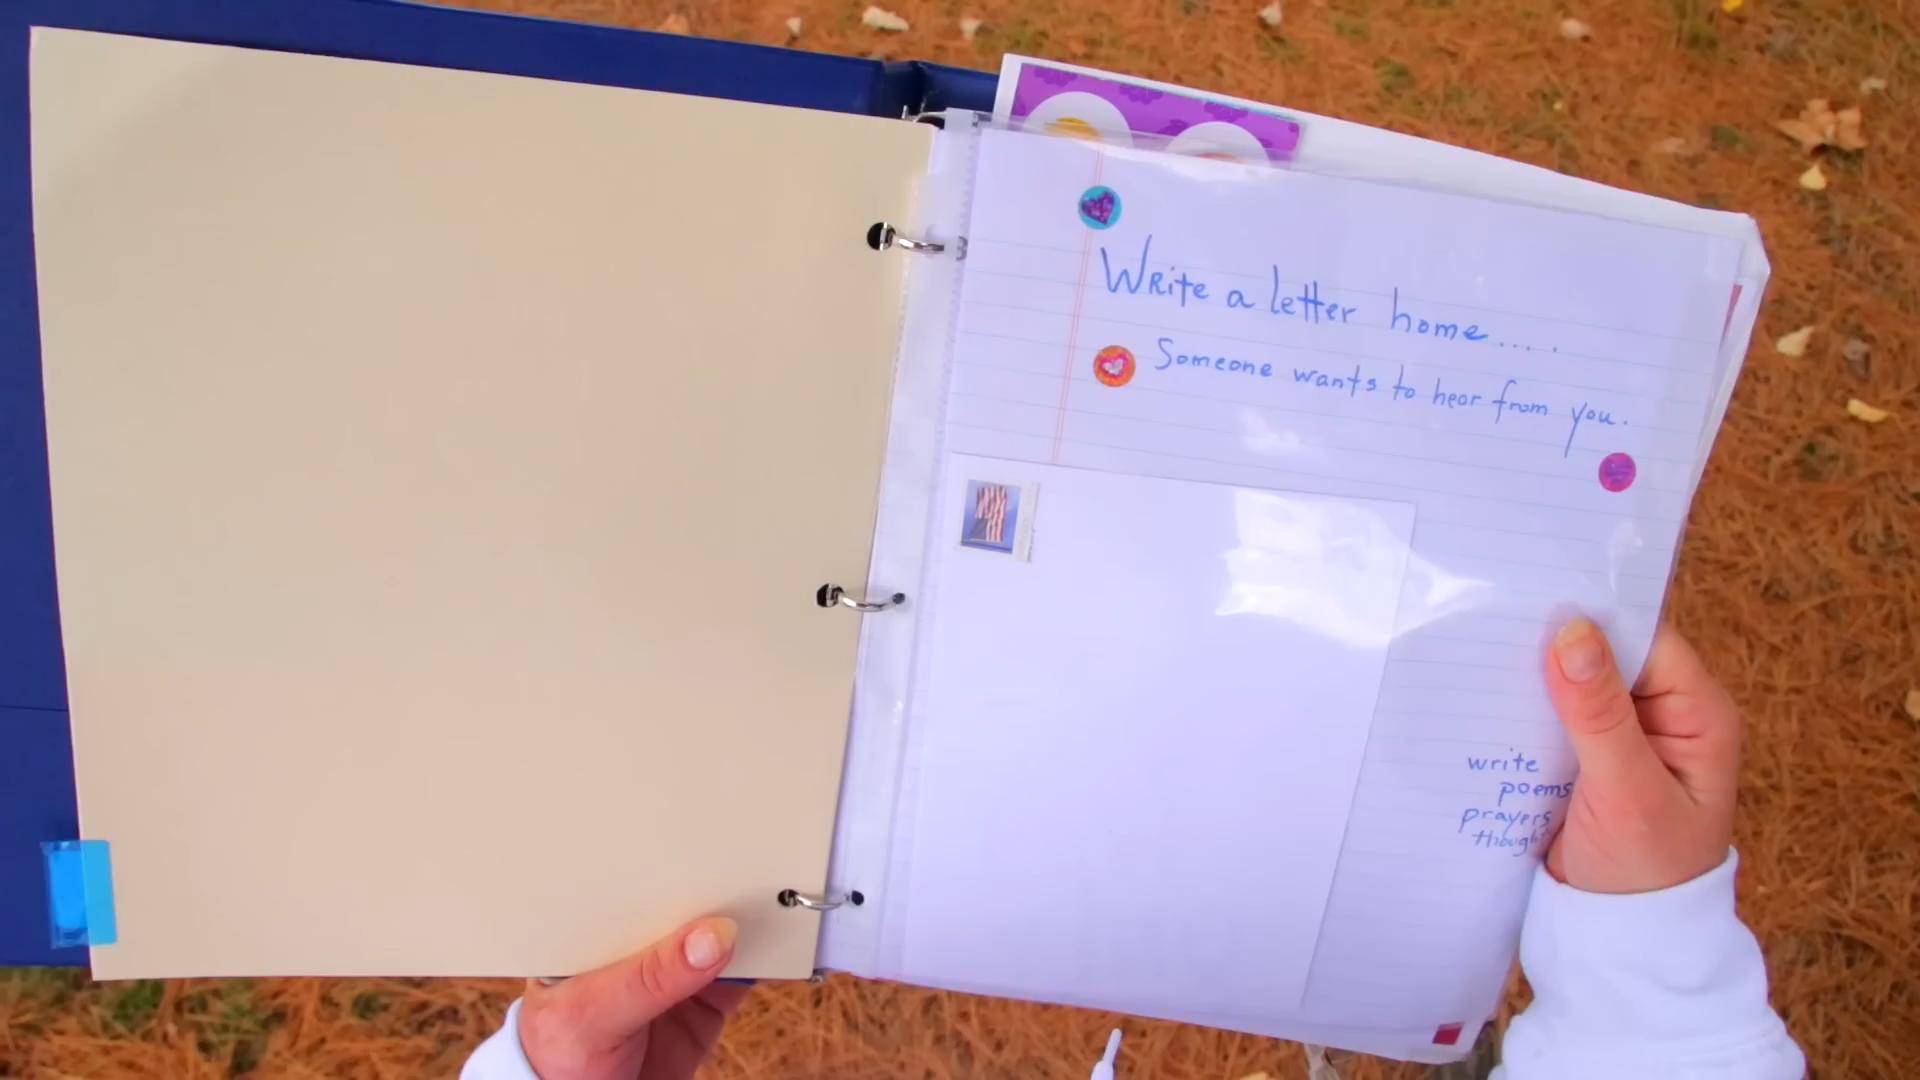 Write a letter home.... .
Someone wants to hear from you.
write
poems
prayers